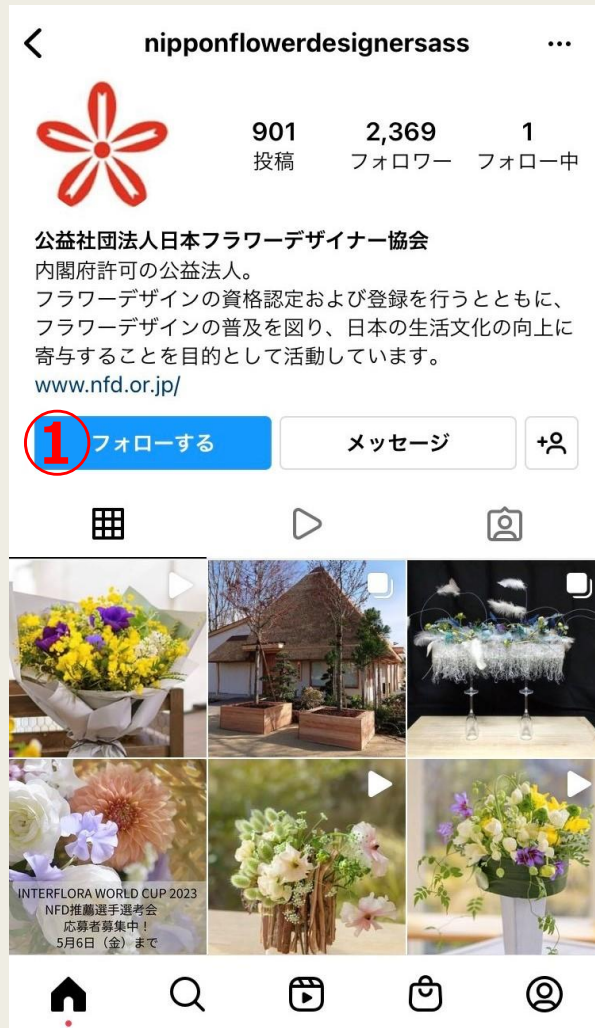 nipponflowerdesignersass
901 2,369 1
投稿 フォロワー フォロー中
公益社団法人日本フラワーデザイナー協会
内閣府許可の公益法人。
フラワーデザインの資格認定および登録を行うとともに、
フラワーデザインの普及を図り、日本の生活文化の向上に
寄与することを目的として活動しています。
www.nfd.or.jp/
① フォローする メッセージ
INTERFLORA WORLD CUP 2023
NFD推薦選手選考会
応募者募集中！
5月6日（金）まで